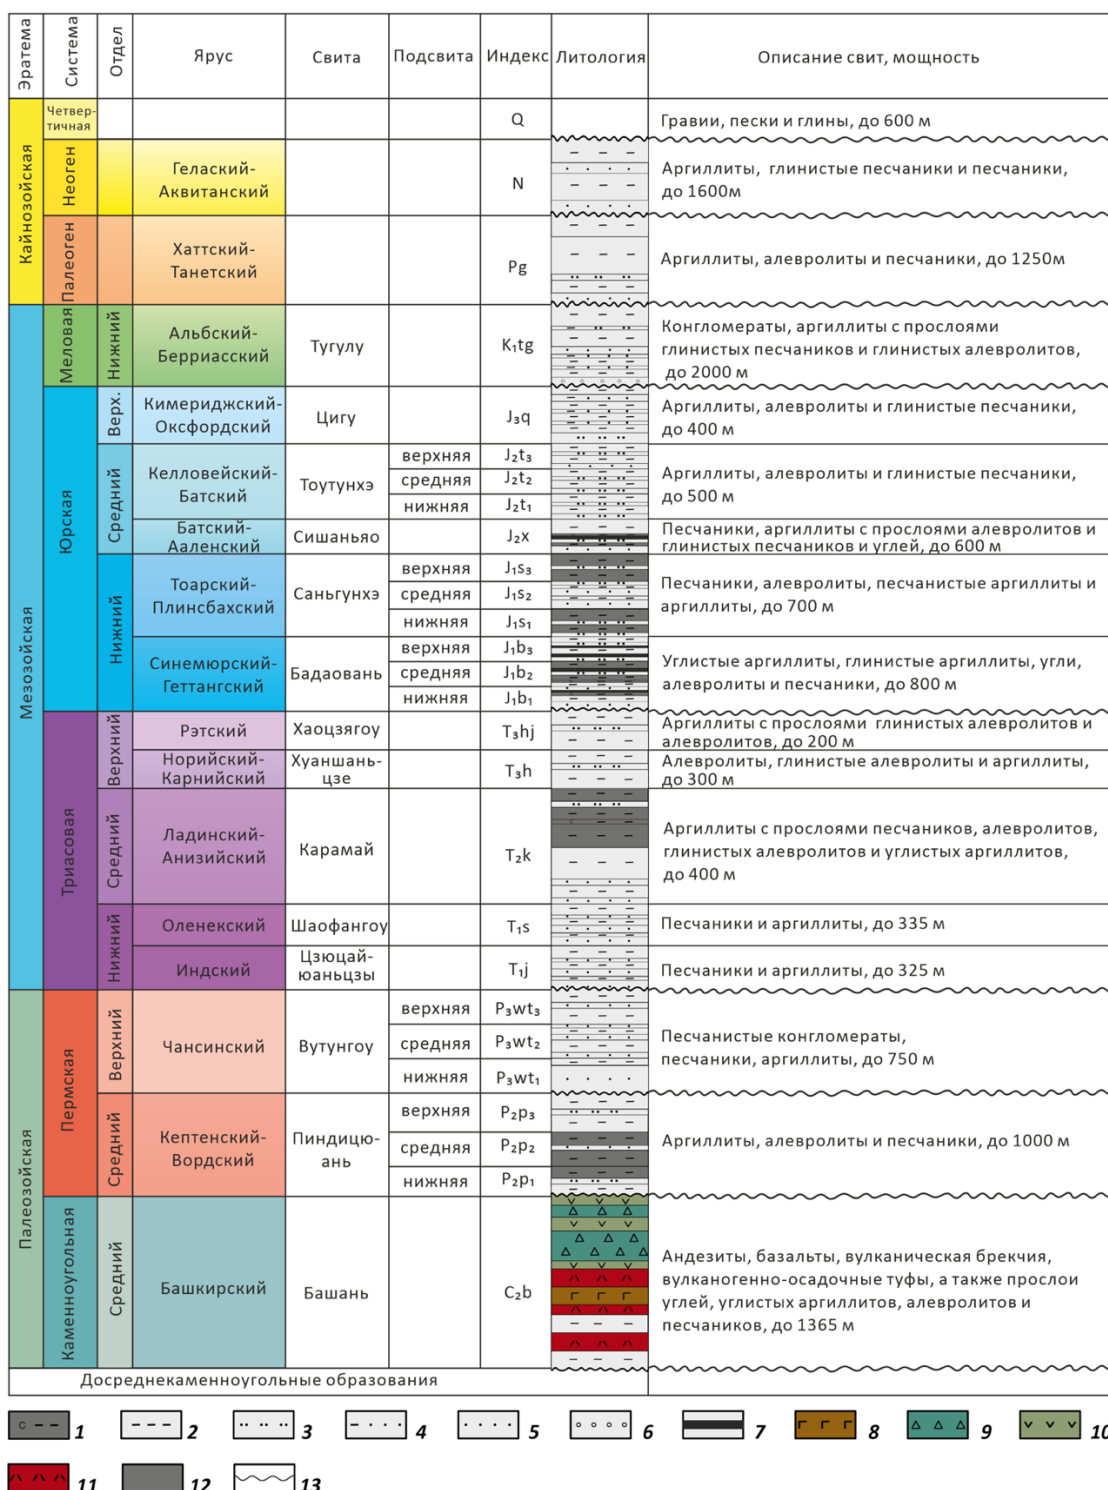 Эратема
Система
Отдел
Ярус
Свита
Подсвита
Индекс
Литология
Описание свит, мощность
Кайнозойская
Четвер-
тичная
Q
Гравии, пески и глины, до 600 м
Неоген
Гелаский-
Аквитанский
N
Аргиллиты, глинистые песчаники и песчаники,
до 1600м
Палеоген
Хаттский-
Танетский
Pg
Аргиллиты, алевролиты и песчаники, до 1250м
Мезозойская
Меловая
Нижний
Альбский-
Берриасский
Тугулу
K₁tg
Конгломераты, аргиллиты с прослоями
глинистых песчаников и глинистых алевролитов,
до 2000 м
Юрская
Верх.
Кимериджский-
Оксфордский
Цигу
J₃q
Аргиллиты, алевролиты и глинистые песчаники,
до 400 м
Средний
Келловейский-
Батский
Тоутунхэ
верхняя
J₂t₃
средняя
J₂t₂
нижняя
J₂t₁
Аргиллиты, алевролиты и глинистые песчаники,
до 500 м
Батский-
Ааленский
Сишаньяо
J₂x
Песчаники, аргиллиты с прослоями алевролитов и
глинистых песчаников и углей, до 600 м
Нижний
Тоарский-
Плинсбахский
Саньгунхэ
верхняя
J₁s₃
средняя
J₁s₂
нижняя
J₁s₁
Песчаники, алевролиты, песчанистые аргиллиты и
аргиллиты, до 700 м
Синемюрский-
Геттангский
Бадаовань
верхняя
J₁b₃
средняя
J₁b₂
нижняя
J₁b₁
Углистые аргиллиты, глинистые аргиллиты, угли,
алевролиты и песчаники, до 800 м
Триасовая
Верхний
Рэтский
Хаоцзягоу
T₃hj
Аргиллиты с прослоями глинистых алевролитов и
алевролитов, до 200 м
Норийский-
Карнийский
Хуаншань-
цзе
T₃h
Алевролиты, глинистые алевролиты и аргиллиты,
до 300 м
Средний
Ладинский-
Анизийский
Карамай
T₂k
Аргиллиты с прослоями песчаников, алевролитов,
глинистых алевролитов и углистых аргиллитов,
до 400 м
Нижний
Оленекский
Шаофангоу
T₁s
Песчаники и аргиллиты, до 335 м
Индский
Цзюцай-
юаньцзы
T₁j
Песчаники и аргиллиты, до 325 м
Палеозойская
Пермская
Верхний
Чансинский
Вутунгоу
верхняя
P₃wt₃
средняя
P₃wt₂
нижняя
P₃wt₁
Песчанистые конгломераты,
песчаники, аргиллиты, до 750 м
Средний
Кептенский-
Вордский
Пиндицю-
ань
верхняя
P₂p₃
средняя
P₂p₂
нижняя
P₂p₁
Аргиллиты, алевролиты и песчаники, до 1000 м
Каменноугольная
Средний
Башкирский
Башань
C₂b
Андезиты, базальты, вулканическая брекчия,
вулканогенно-осадочные туфы, а также прослои
углей, углистых аргиллитов, алевролитов и
песчаников, до 1365 м
Досреднекаменноугольные образования
c 1 2 3 4 5 6 7 8 9 10
11 12 13